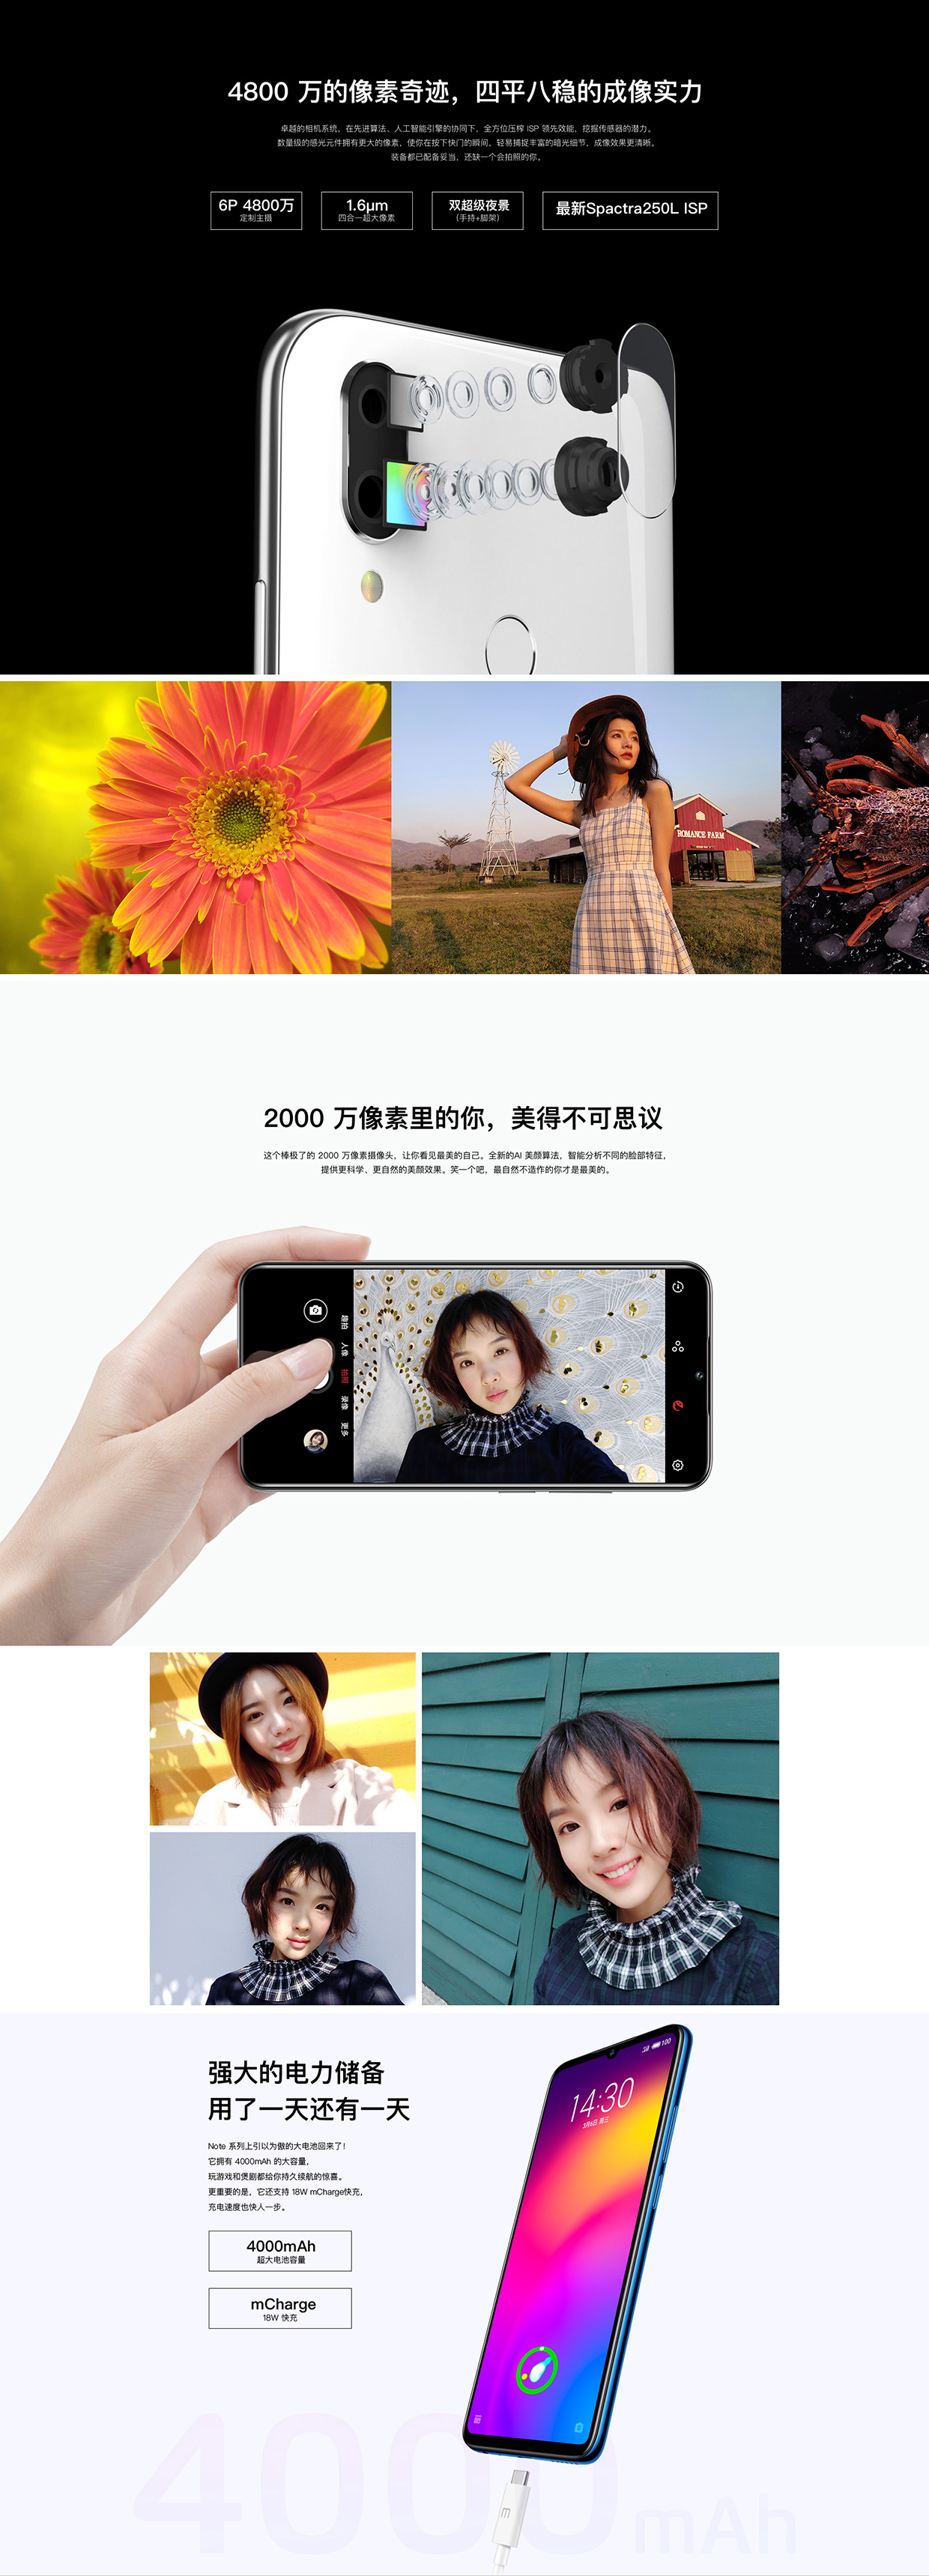 4800 万的像素奇迹，四平八稳的成像实力
卓越的相机系统，在先进算法、人工智能引擎的协同下，全方位压榨 ISP 领先效能，挖掘传感器的潜力。
数量级的感光元件拥有更大的像素，使你在按下快门的瞬间，轻易捕捉丰富的暗光细节，成像效果更清晰。
装备都已配备妥当，还缺一个会拍照的你。
6P 4800万
定制主摄
1.6μm
四合一超大像素
双超级夜景
(手持+脚架)
最新Spactra250L ISP
ROMANCE FARM
2000 万像素里的你，美得不可思议
这个棒极了的 2000 万像素摄像头，让你看见最美的自己。全新的AI 美颜算法，智能分析不同的脸部特征，
提供更科学、更自然的美颜效果。笑一个吧，最自然不造作的你才是最美的。
趣拍 人像 拍照 录像 更多
强大的电力储备
用了一天还有一天
Note 系列上引以为傲的大电池回来了！
它拥有 4000mAh 的大容量，
玩游戏和煲剧都给你持久续航的惊喜。
更重要的是，它还支持 18W mCharge快充，
充电速度也快人一步。
4000mAh
超大电池容量
mCharge
18W 快充
100
14:30
3月6日 周三
m
4000 mAh